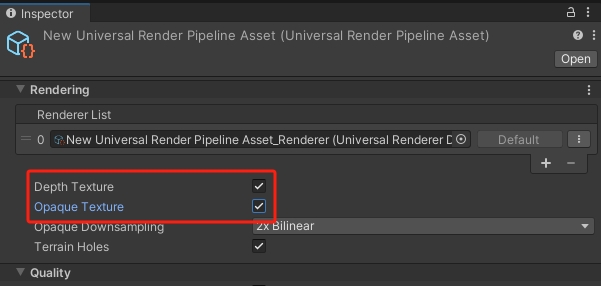 Inspector
New Universal Render Pipeline Asset (Universal Render Pipeline Asset)
Open
Rendering
Renderer List
0 New Universal Render Pipeline Asset_Renderer (Universal Renderer D Default
Depth Texture
Opaque Texture
Opaque Downsampling 2x Bilinear
Terrain Holes
Quality